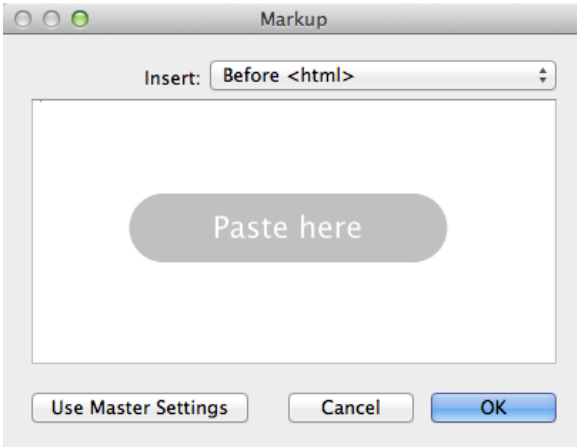 Markup
Insert: Before <html>
Paste here
Use Master Settings Cancel OK